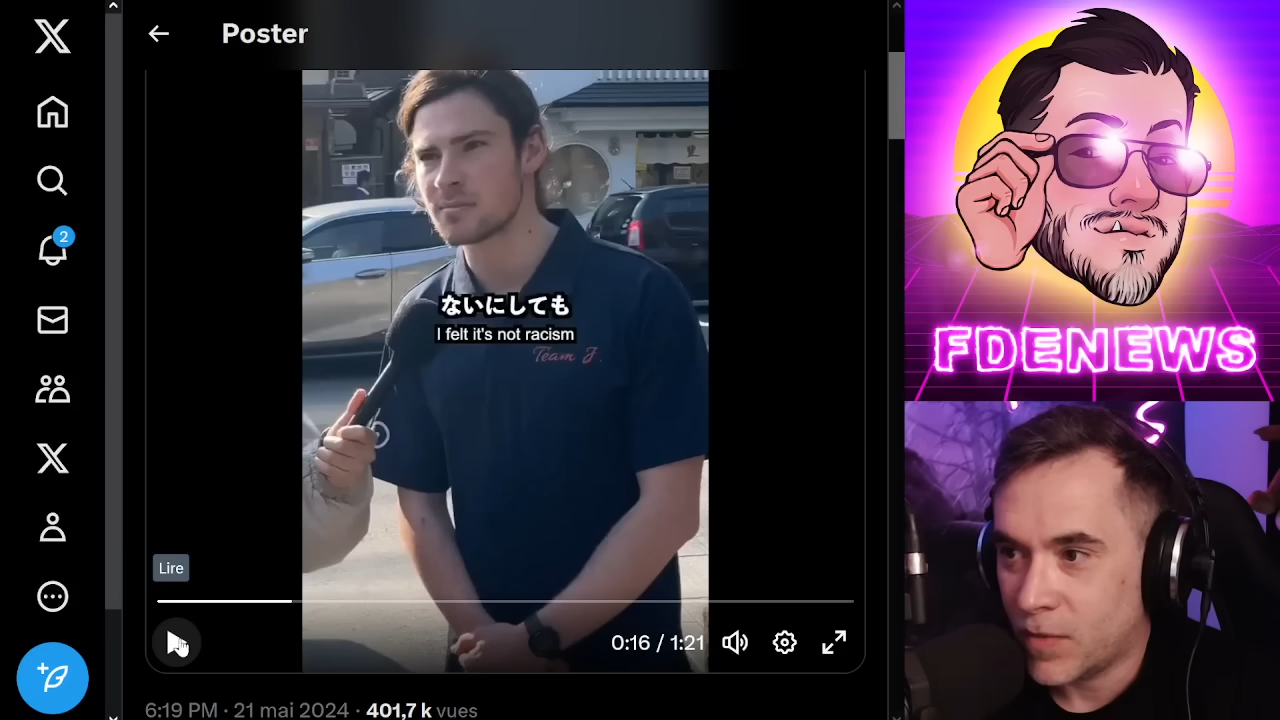 Poster
2
ないにしても
I felt it's not racism
Team J.
Lire
0:16 / 1:21
6:19 PM · 21 mai 2024 · 401,7 k vues
FDENEWS